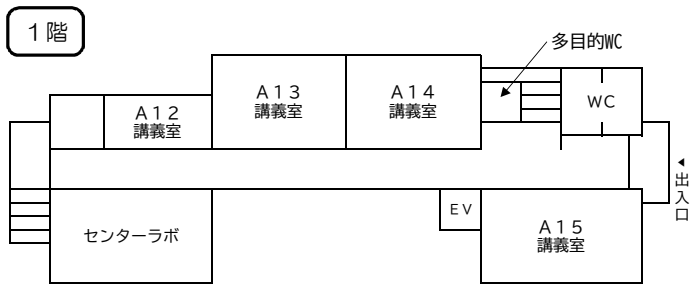 １階
多目的WC
Ａ１３
講義室
Ａ１４
講義室
ＷＣ
Ａ１２
講義室
◀出入口
ＥＶ
Ａ１５
講義室
センターラボ